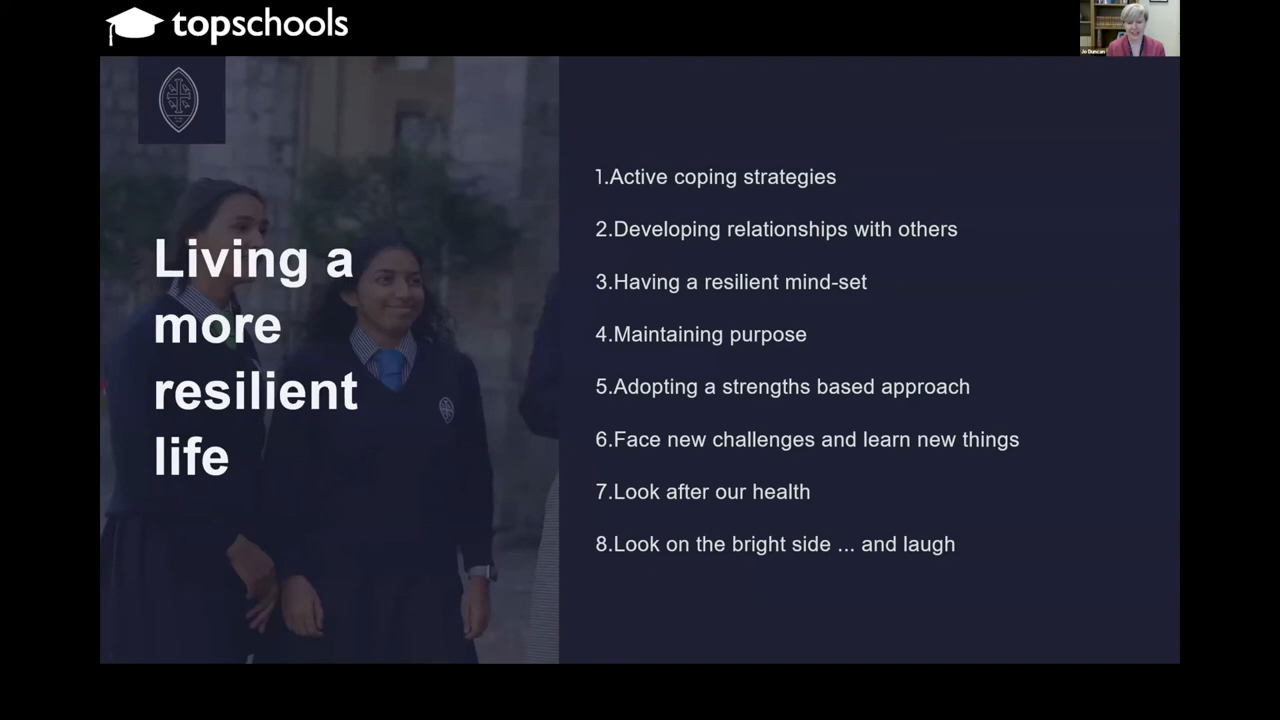 topschools
Jo Duncan
Living a
more
resilient
life
1.Active coping strategies
2.Developing relationships with others
3.Having a resilient mind-set
4.Maintaining purpose
5.Adopting a strengths based approach
6.Face new challenges and learn new things
7.Look after our health
8.Look on the bright side ... and laugh